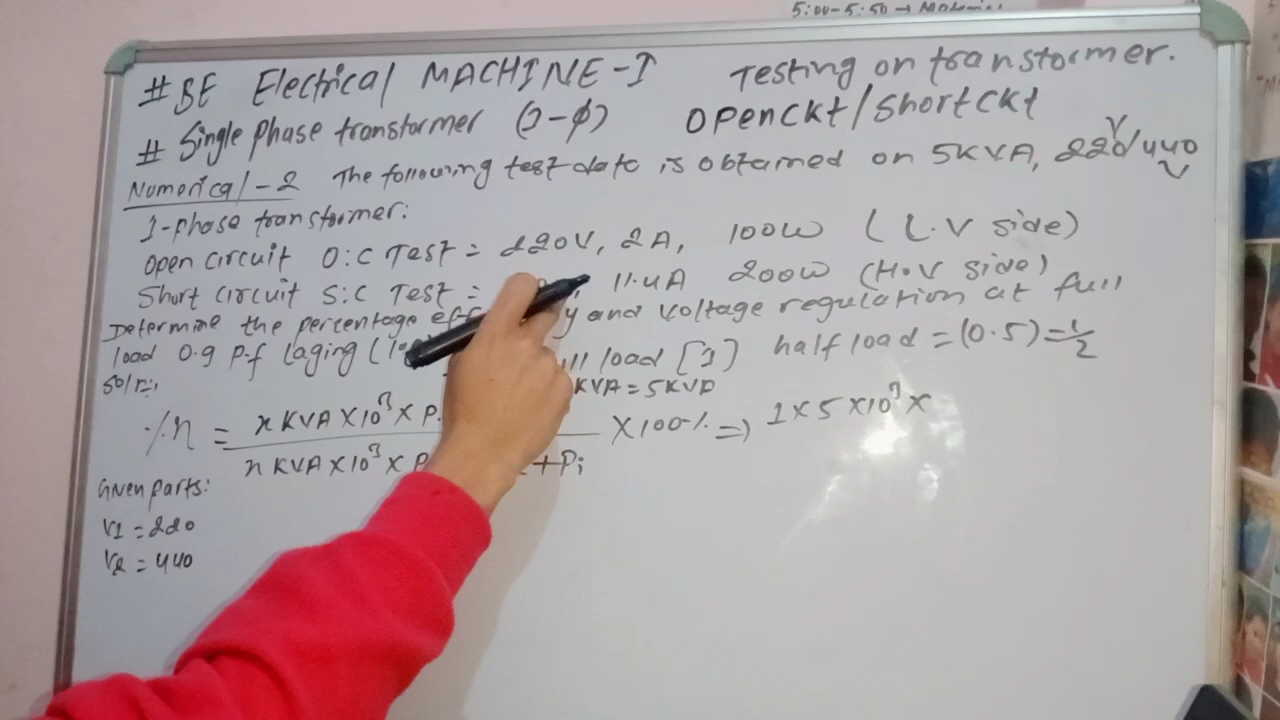 5:00-5:50 →
#BE Electrical MACHINE-I Testing on transformer.
# Single phase transformer (1-φ) Openckt/Shortckt
Numerical-2 The following test data is obtained on 5KVA, 220/440
V V
1-phase transformer:
Open circuit O.C Test = 220V, 2A, 100W (L.V side)
Short circuit S.C Test = 11.4A 200W (H.V side)
Determine the percentage eff y and voltage regulation at full
load 0.9 P.f laging ll load [1] half load = (0.5) = 1/2
soln:
KVA = 5KVA
%η = n KVA X 10³ X P. X 100% => 1 X 5 X 10³ X
n KVA X 10³ X P + Pi
Given parts:
V1 = 220
V2 = 440